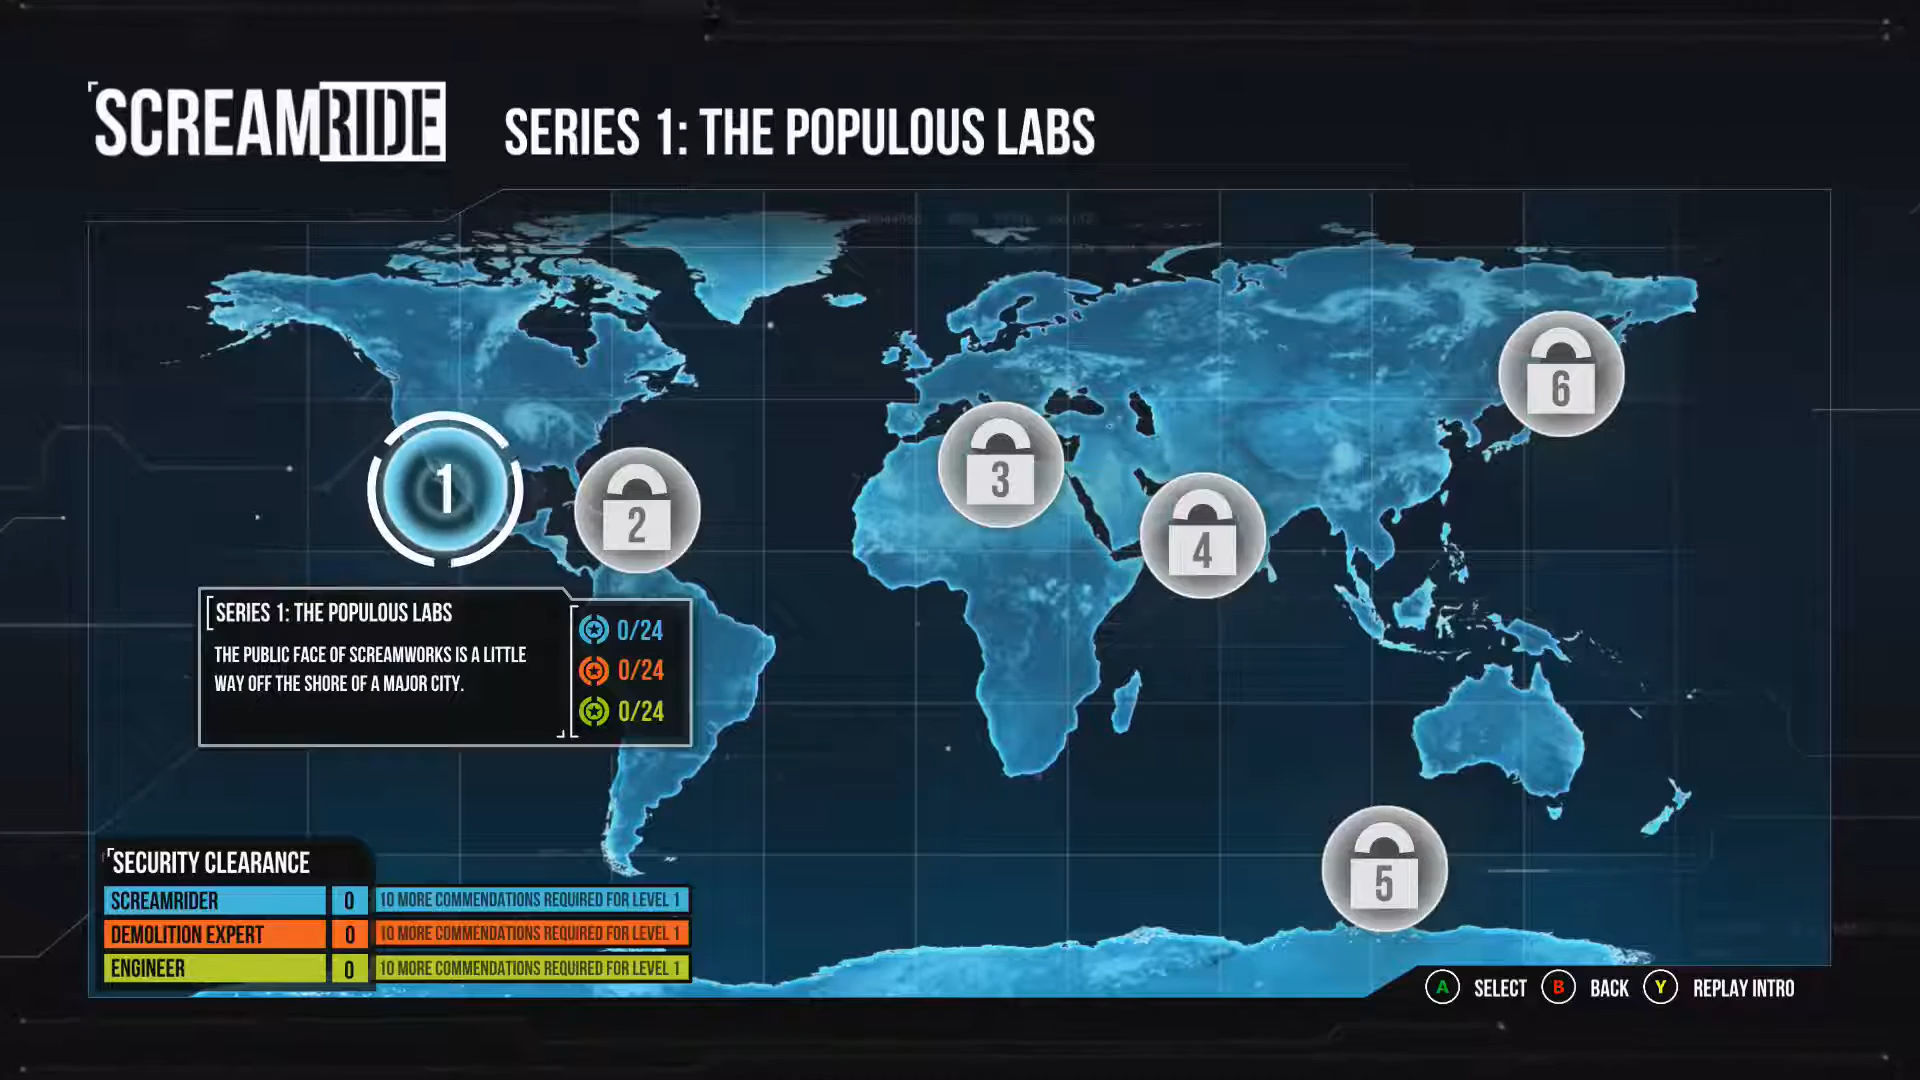 SCREAMRIDE
SERIES 1: THE POPULOUS LABS
6
3
1
2
4
SERIES 1: THE POPULOUS LABS
THE PUBLIC FACE OF SCREAMWORKS IS A LITTLE
WAY OFF THE SHORE OF A MAJOR CITY.
0/24
0/24
0/24
5
SECURITY CLEARANCE
SCREAMRIDER 0 10 MORE COMMENDATIONS REQUIRED FOR LEVEL 1
DEMOLITION EXPERT 0 10 MORE COMMENDATIONS REQUIRED FOR LEVEL 1
ENGINEER 0 10 MORE COMMENDATIONS REQUIRED FOR LEVEL 1
A SELECT B BACK Y REPLAY INTRO